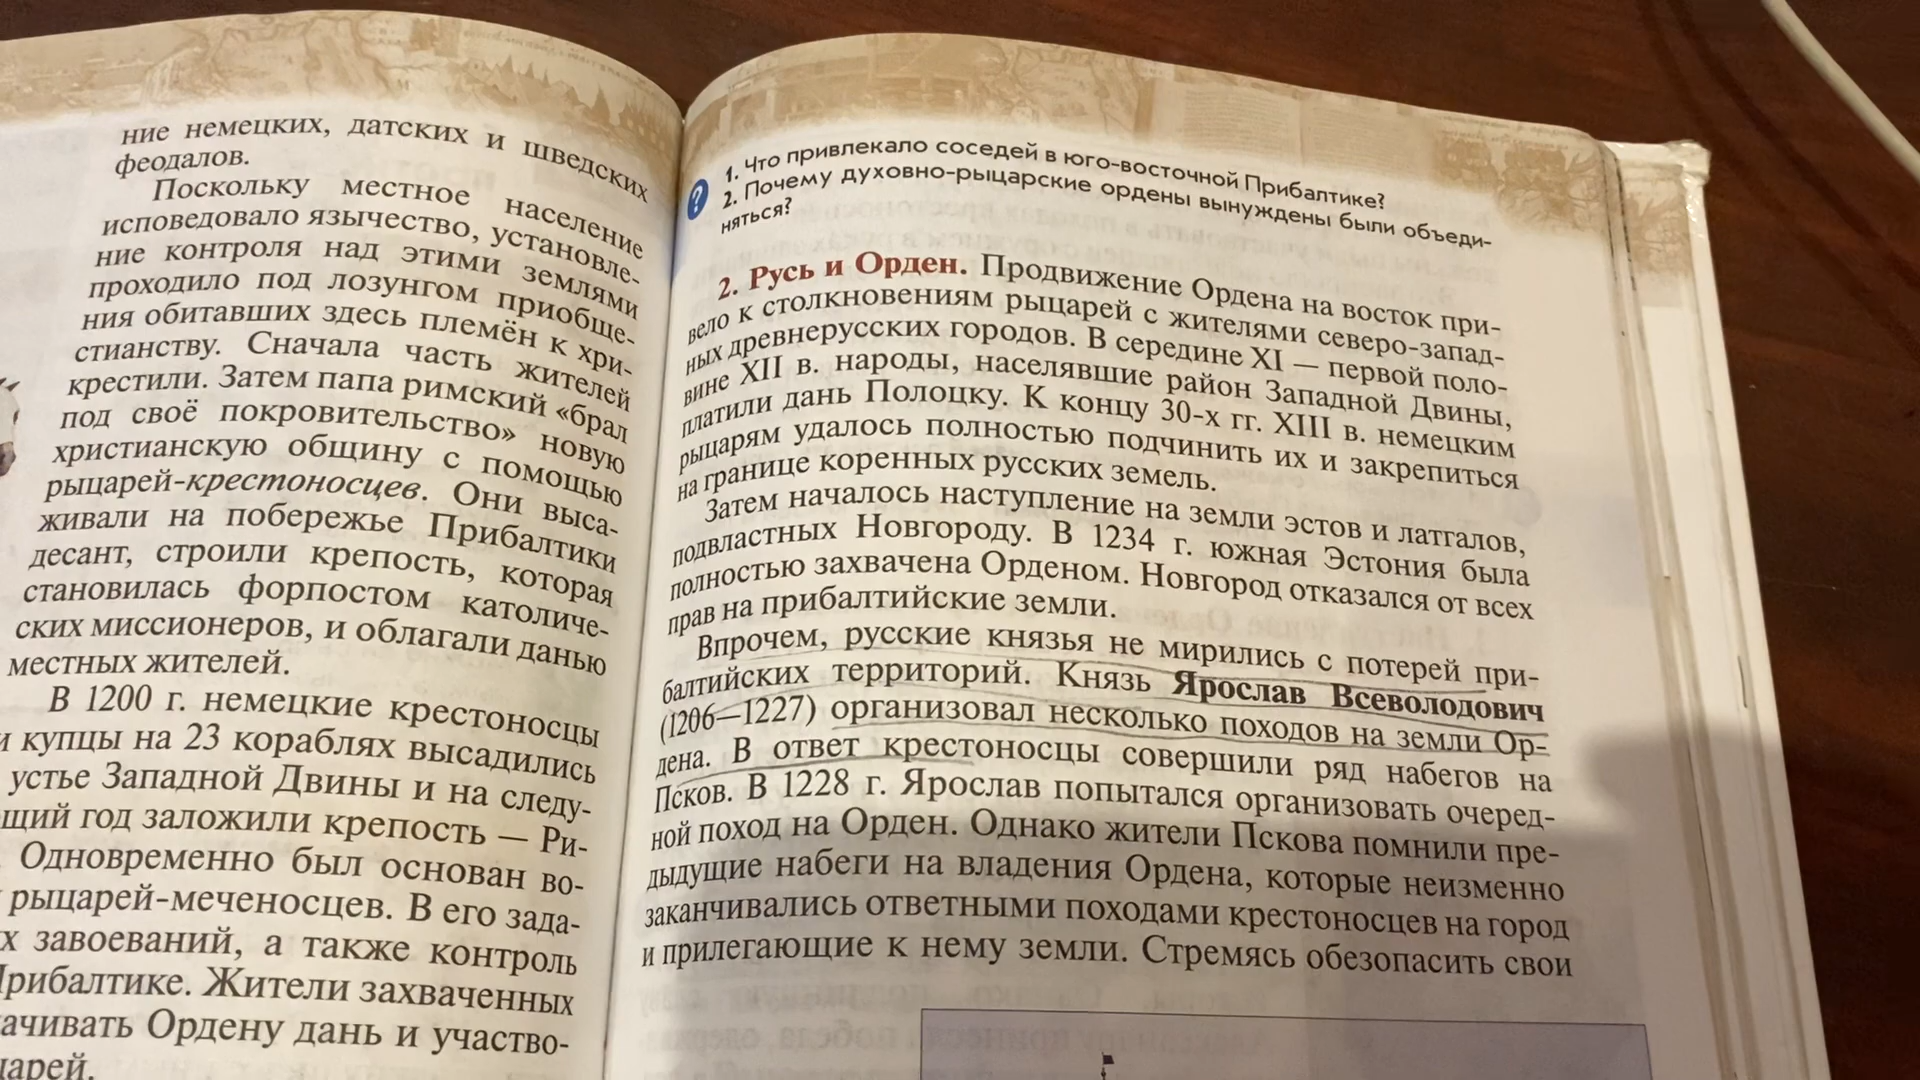 ние немецких, датских и шведских
феодалов.
Поскольку местное население
исповедовало язычество, установле-
ние контроля над этими землями
проходило под лозунгом приобще-
ния обитавших здесь племён к хри-
стианству. Сначала часть жителей
крестили. Затем папа римский «брал
под своё покровительство» новую
христианскую общину с помощью
рыцарей-крестоносцев. Они выса-
живали на побережье Прибалтики
десант, строили крепость, которая
становилась форпостом католиче-
ских миссионеров, и облагали данью
местных жителей.
В 1200 г. немецкие крестоносцы
и купцы на 23 кораблях высадились
устье Западной Двины и на следу-
щий год заложили крепость — Ри-
Одновременно был основан во-
рыцарей-меченосцев. В его зада-
х завоеваний, а также контроль
Прибалтике. Жители захваченных
ачивать Ордену дань и участво-
царей.
1. Что привлекало соседей в юго-восточной Прибалтике?
2. Почему духовно-рыцарские ордены вынуждены были объеди-
няться?
2. Русь и Орден. Продвижение Ордена на восток при-
вело к столкновениям рыцарей с жителями северо-запад-
ных древнерусских городов. В середине XI — первой поло-
вине XII в. народы, населявшие район Западной Двины,
платили дань Полоцку. К концу 30-х гг. XIII в. немецким
рыцарям удалось полностью подчинить их и закрепиться
на границе коренных русских земель.
Затем началось наступление на земли эстов и латгалов,
подвластных Новгороду. В 1234 г. южная Эстония была
полностью захвачена Орденом. Новгород отказался от всех
прав на прибалтийские земли.
Впрочем, русские князья не мирились с потерей при-
балтийских территорий. Князь Ярослав Всеволодович
(1206—1227) организовал несколько походов на земли Ор-
дена. В ответ крестоносцы совершили ряд набегов на
Псков. В 1228 г. Ярослав попытался организовать очеред-
ной поход на Орден. Однако жители Пскова помнили пре-
дыдущие набеги на владения Ордена, которые неизменно
заканчивались ответными походами крестоносцев на город
и прилегающие к нему земли. Стремясь обезопасить свои